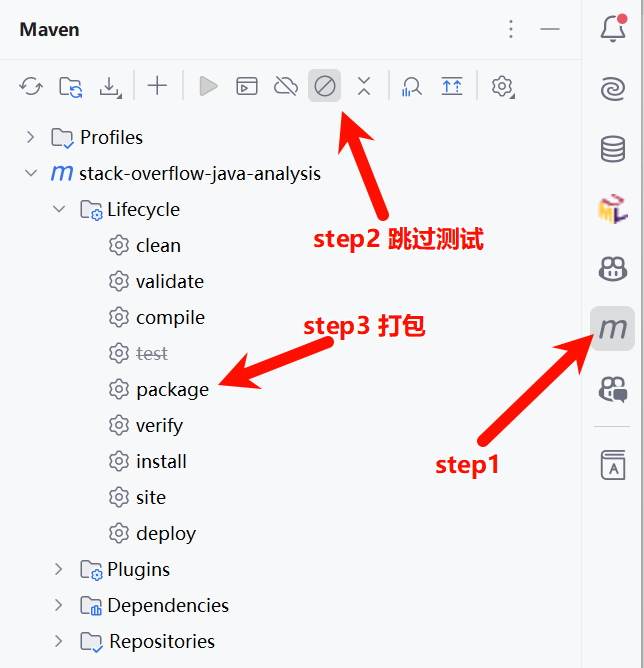 Maven
Profiles
m stack-overflow-java-analysis
Lifecycle
clean
step2 跳过测试
validate
compile
step3 打包
m
test
package
verify
install
step1
site
A
deploy
Plugins
Dependencies
Repositories